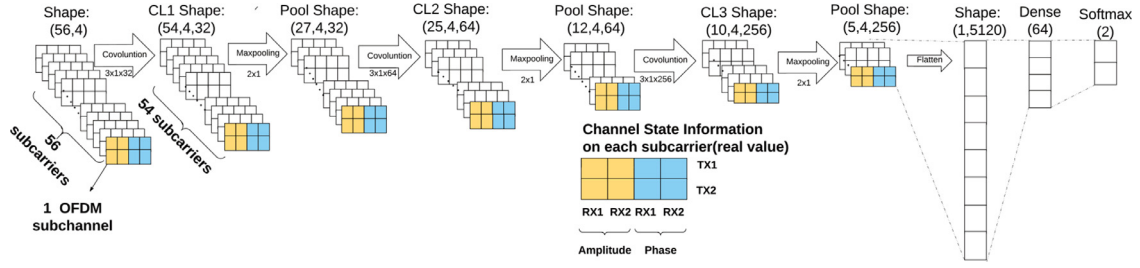 Shape:
(56,4)
CL1 Shape:
(54,4,32)
Pool Shape:
(27,4,32)
CL2 Shape:
(25,4,64)
Pool Shape:
(12,4,64)
CL3 Shape:
(10,4,256)
Pool Shape:
(5,4,256)
Shape:
(1,5120)
Dense
(64)
Softmax
(2)
Covoluntion
3x1x32
Maxpooling
2x1
Covoluntion
3x1x64
Maxpooling
2x1
Covoluntion
3x1x256
Maxpooling
2x1
Flatten
56
subcarriers
54 subcarriers
1 OFDM
subchannel
Channel State Information
on each subcarrier(real value)
TX1
TX2
RX1 RX2 RX1 RX2
Amplitude Phase